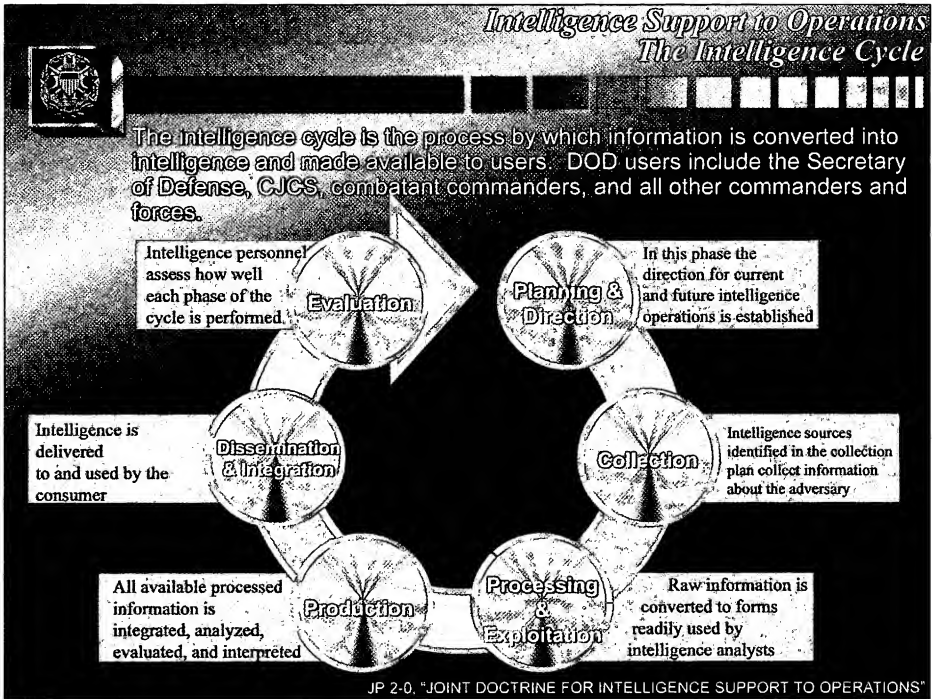 Intelligence Support to Operations
The Intelligence Cycle
The intelligence cycle is the process by which information is converted into
intelligence and made available to users. DOD users include the Secretary
of Defense, CJCS, combatant commanders, and all other commanders and
forces.
Intelligence personnel
assess how well
each phase of the
cycle is performed.
Evaluation
Planning &
Direction
In this phase the
direction for current
and future intelligence
operations is established
Intelligence is
delivered
to and used by the
consumer
Dissemination
& Integration
Collection
Intelligence sources
identified in the collection
plan collect information
about the adversary
All available processed
information is
integrated, analyzed,
evaluated, and interpreted
Production
Processing
&
Exploitation
Raw information is
converted to forms
readily used by
intelligence analysts
JP 2-0, "JOINT DOCTRINE FOR INTELLIGENCE SUPPORT TO OPERATIONS"